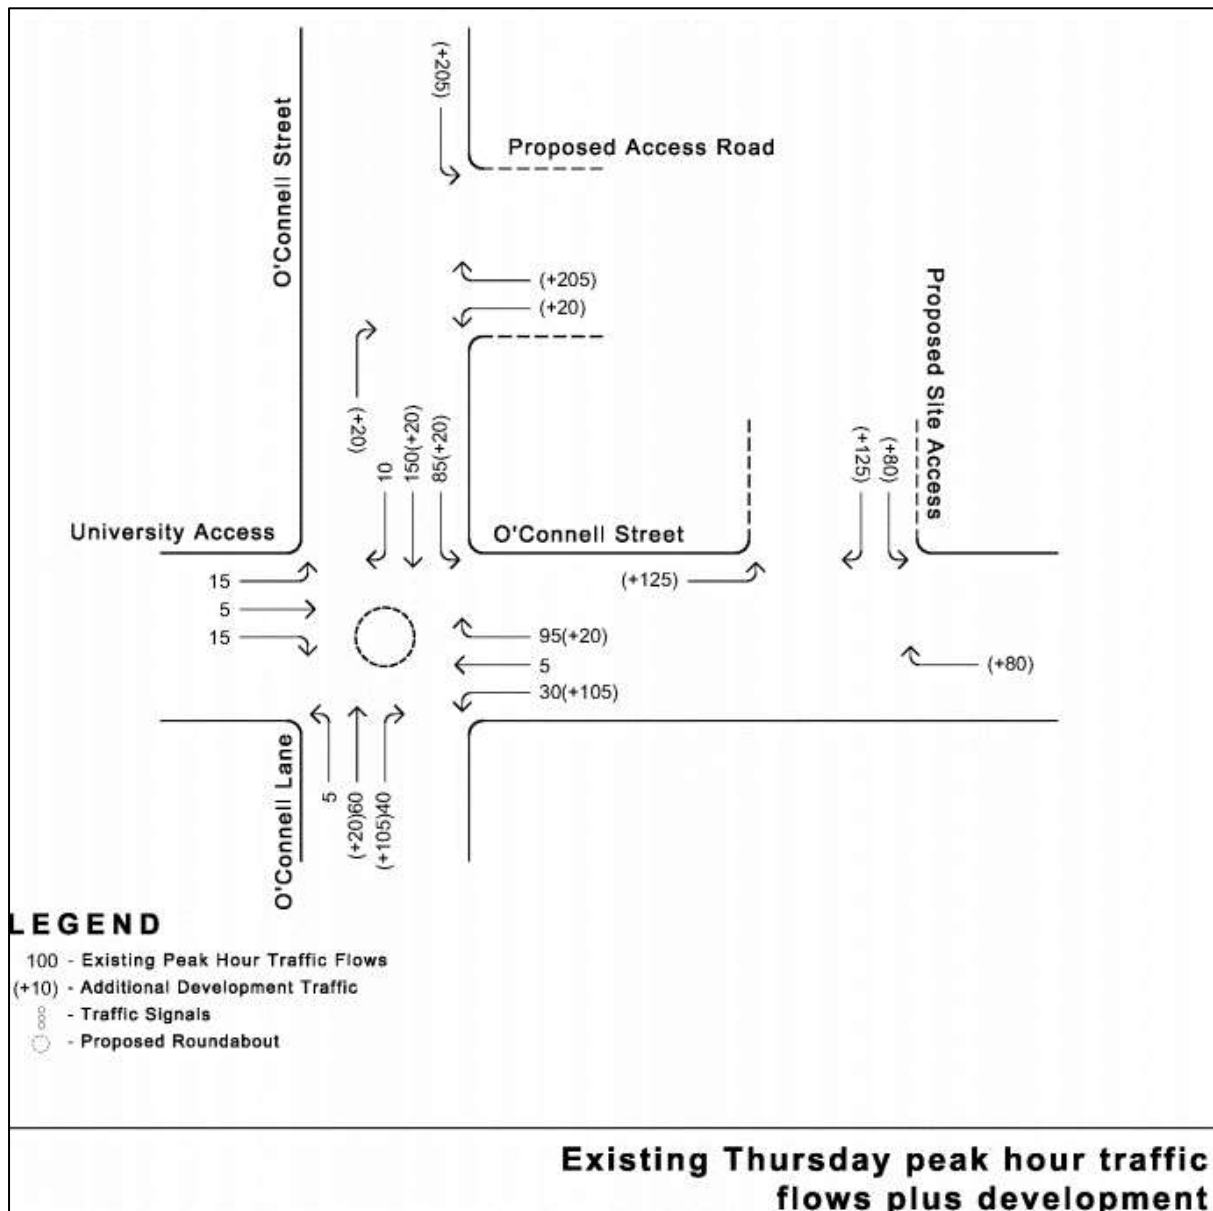 (+205)
O'Connell Street
Proposed Access Road
(+205)
(+20)
Proposed Site Access
(+20)
10
150(+20)
85(+20)
(+125)
(+80)
University Access
O'Connell Street
15
5
15
(+125)
95(+20)
5
30(+105)
(+80)
O'Connell Lane
5
(+20)60
(+105)40
LEGEND
100 - Existing Peak Hour Traffic Flows
(+10) - Additional Development Traffic
- Traffic Signals
- Proposed Roundabout
Existing Thursday peak hour traffic
flows plus development